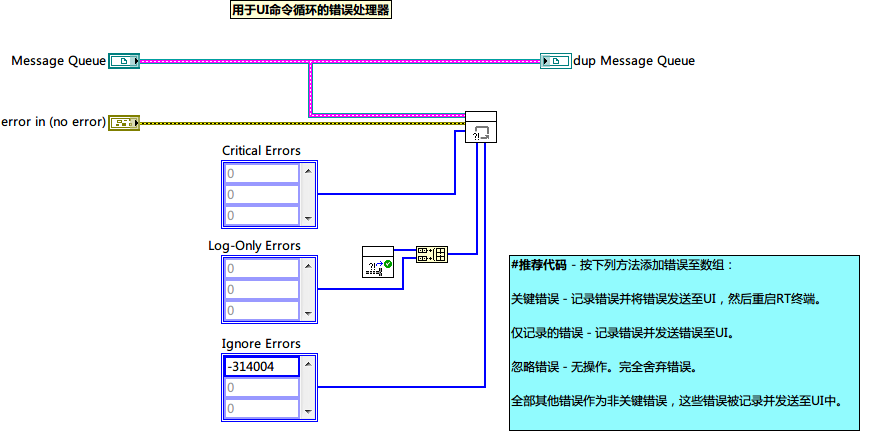 用于UI命令循环的错误处理器
Message Queue
dup Message Queue
error in (no error)
Critical Errors
0
0
0
Log-Only Errors
0
0
0
Ignore Errors
-314004
0
0
#推荐代码 - 按下列方法添加错误至数组：
关键错误 - 记录错误并将错误发送至UI，然后重启RT终端。
仅记录的错误 - 记录错误并发送错误至UI。
忽略错误 - 无操作。完全舍弃错误。
全部其他错误作为非关键错误，这些错误被记录并发送至UI中。